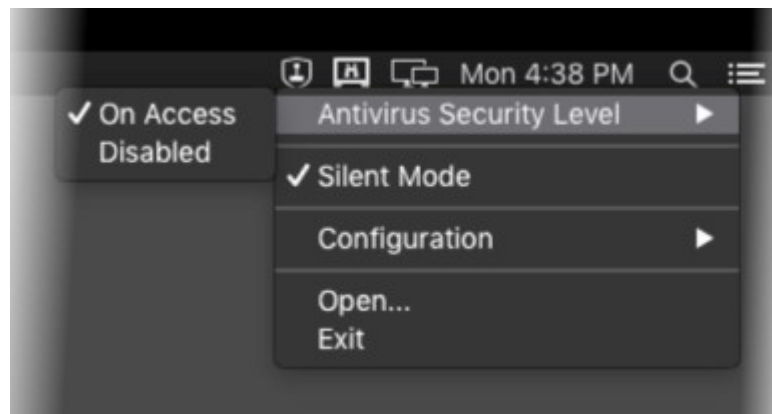 Mon 4:38 PM
On Access
Disabled
Antivirus Security Level
Silent Mode
Configuration
Open...
Exit